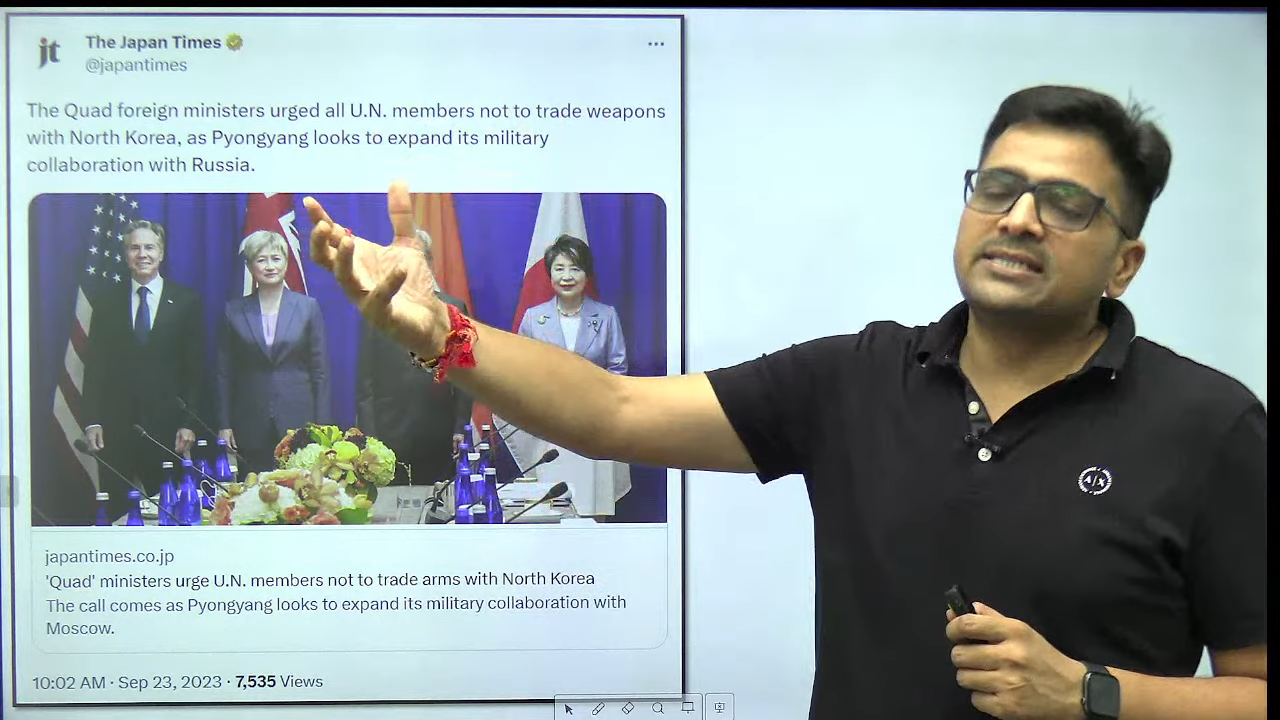 jt
The Japan Times
@japantimes
The Quad foreign ministers urged all U.N. members not to trade weapons
with North Korea, as Pyongyang looks to expand its military
collaboration with Russia.
japantimes.co.jp
'Quad' ministers urge U.N. members not to trade arms with North Korea
The call comes as Pyongyang looks to expand its military collaboration with
Moscow.
10:02 AM · Sep 23, 2023 · 7,535 Views
A/X